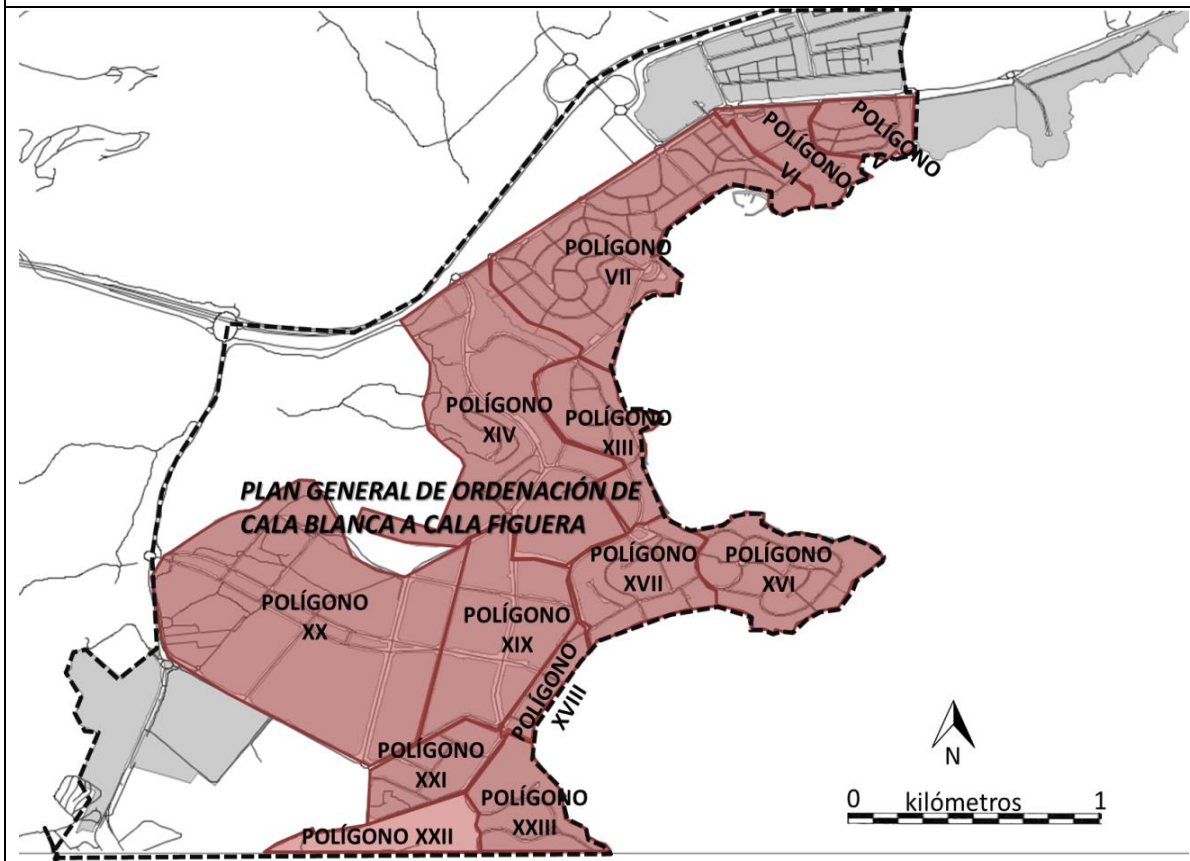 POLÍGONO
V
POLÍGONO
VI
POLÍGONO
VII
POLÍGONO
XIV
POLÍGONO
XIII
PLAN GENERAL DE ORDENACIÓN DE
CALA BLANCA A CALA FIGUERA
POLÍGONO
XVII
POLÍGONO
XVI
POLÍGONO
XX
POLÍGONO
XIX
POLÍGONO
XVIII
POLÍGONO
XXI
POLÍGONO
XXIII
POLÍGONO XXII
N
0 kilómetros 1